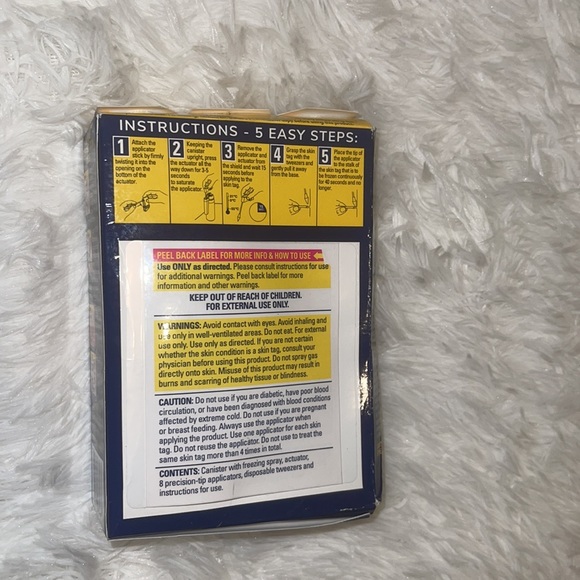 INSTRUCTIONS - 5 EASY STEPS:
1 Attach the
applicator
stick by firmly
twisting it into the
opening on the
bottom of the
actuator.
2 Keeping the
canister
upright, press
the actuator all the
way down for 3-5
seconds
to saturate
the applicator.
3 Remove the
applicator and
actuator from
the shield and wait 15
seconds before
applying to the
skin tag.
4 Grasp the skin
tag with the
tweezers and
gently pull it away
from the base.
5 Place the tip of
the applicator
to the side of
the skin tag that is to
be frozen continuously
for 40 seconds and no
longer.
PEEL BACK LABEL FOR MORE INFO & HOW TO USE
Use ONLY as directed. Please consult instructions for use
for additional warnings. Peel back label for more
information and other warnings.
KEEP OUT OF REACH OF CHILDREN.
FOR EXTERNAL USE ONLY.
WARNINGS: Avoid contact with eyes. Avoid inhaling and
use only in well-ventilated areas. Do not eat. For external
use only. Use only as directed. If you are not certain
whether the skin condition is a skin tag, consult your
physician before using this product. Do not spray gas
directly onto skin. Misuse of this product may result in
burns and scarring of healthy tissue or blindness.
CAUTION: Do not use if you are diabetic, have poor blood
circulation, or have been diagnosed with blood conditions
affected by extreme cold. Do not use if you are pregnant
or breast feeding. Always use the applicator when
applying the product. Use one applicator for each skin
tag. Do not reuse the applicator. Do not use to treat the
same skin tag more than 4 times in total.
CONTENTS: Canister with freezing spray, actuator,
8 precision-tip applicators, disposable tweezers and
instructions for use.